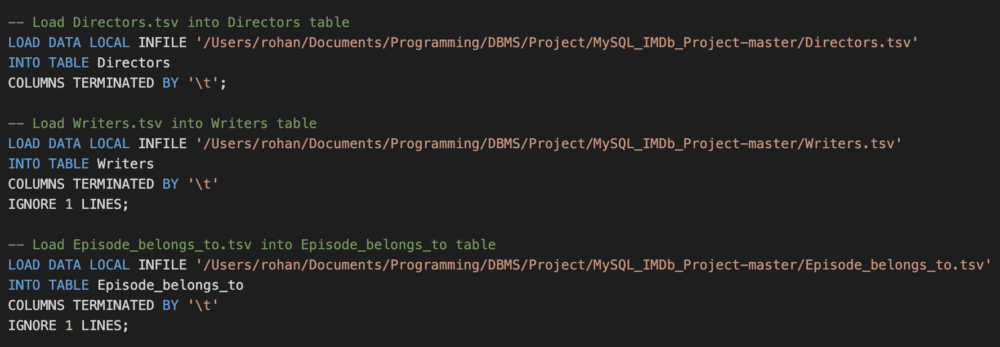 -- Load Directors.tsv into Directors table
LOAD DATA LOCAL INFILE '/Users/rohan/Documents/Programming/DBMS/Project/MySQL_IMDb_Project-master/Directors.tsv'
INTO TABLE Directors
COLUMNS TERMINATED BY '\t';

-- Load Writers.tsv into Writers table
LOAD DATA LOCAL INFILE '/Users/rohan/Documents/Programming/DBMS/Project/MySQL_IMDb_Project-master/Writers.tsv'
INTO TABLE Writers
COLUMNS TERMINATED BY '\t'
IGNORE 1 LINES;

-- Load Episode_belongs_to.tsv into Episode_belongs_to table
LOAD DATA LOCAL INFILE '/Users/rohan/Documents/Programming/DBMS/Project/MySQL_IMDb_Project-master/Episode_belongs_to.tsv'
INTO TABLE Episode_belongs_to
COLUMNS TERMINATED BY '\t'
IGNORE 1 LINES;